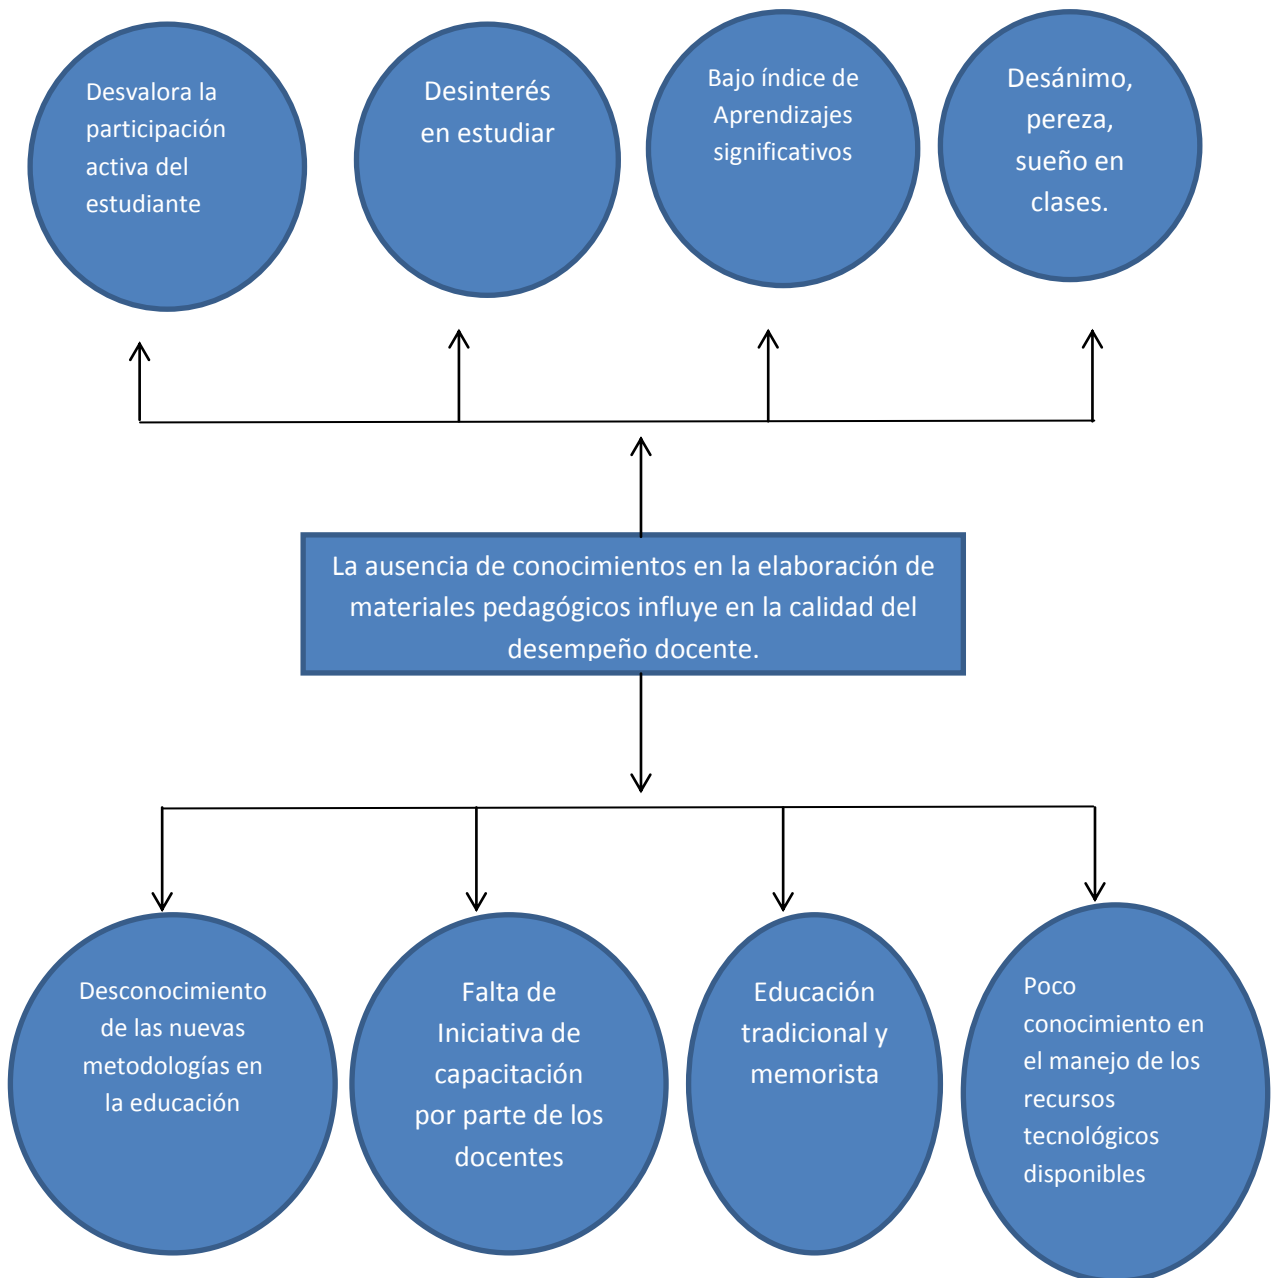 Desvalora la
participación
activa del
estudiante
Desinterés
en estudiar
Bajo índice de
Aprendizajes
significativos
Desánimo,
pereza,
sueño en
clases.
La ausencia de conocimientos en la elaboración de
materiales pedagógicos influye en la calidad del
desempeño docente.
Desconocimiento
de las nuevas
metodologías en
la educación
Falta de
Iniciativa de
capacitación
por parte de los
docentes
Educación
tradicional y
memorista
Poco
conocimiento en
el manejo de los
recursos
tecnológicos
disponibles